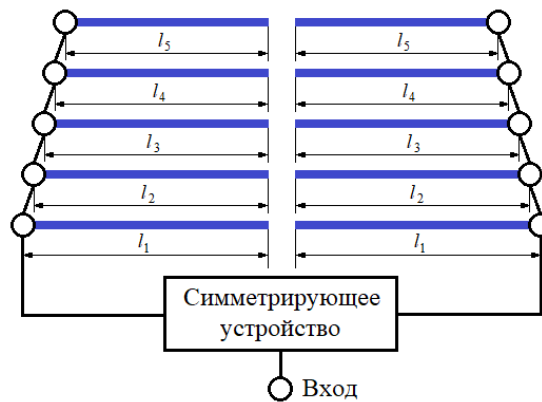 l5 l5
l4 l4
l3 l3
l2 l2
l1 l1
Симметрирующее
устройство
Вход